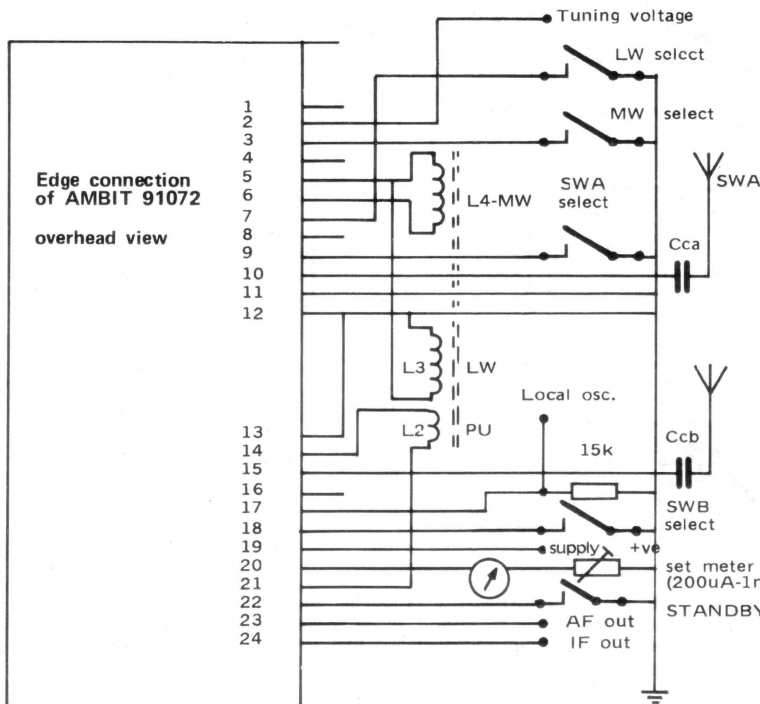 Tuning voltage
LW select
1
2
MW select
3
4
Edge connection
of AMBIT 91072
5
SWA
select
SWA
6
L4-MW
7
overhead view
8
9
Cca
10
11
12
L3
LW
Local osc.
13
L2
PU
Ccb
14
15k
15
16
SWB
select
17
18
19
supply
+ve
20
set meter
(200uA-1m
21
22
STANDBY
23
AF out
24
IF out